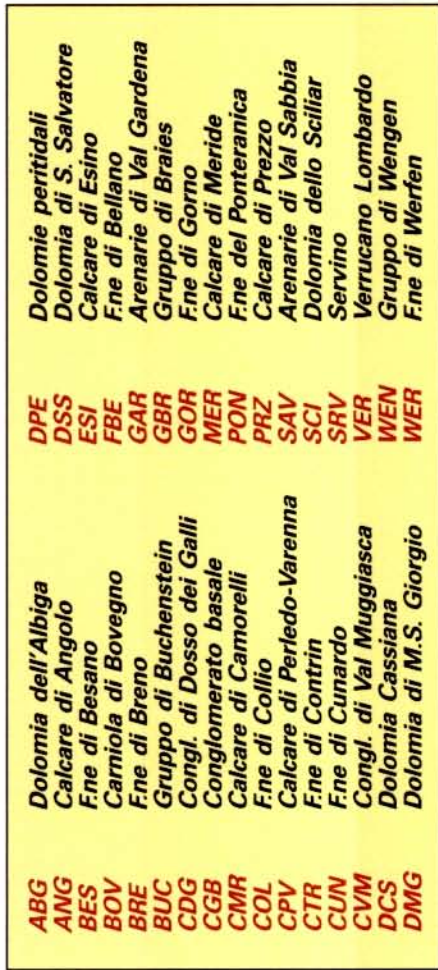 ABG Dolomia dell'Albiga
ANG Calcare di Angolo
BES F.ne di Besano
BOV Carniola di Bovegno
BRE F.ne di Breno
BUC Gruppo di Buchenstein
CDG Congl. di Dosso dei Galli
CGB Conglomerato basale
CMR Calcare di Camorelli
COL F.ne di Collio
CPV Calcare di Perledo-Varenna
CTR F.ne di Contrin
CUN F.ne di Cunardo
CVM Congl. di Val Muggiasca
DCS Dolomia Cassiana
DMG Dolomia di M.S. Giorgio
DPE Dolomie peritidali
DSS Dolomia di S. Salvatore
ESI Calcare di Esino
FBE F.ne di Bellano
GAR Arenarie di Val Gardena
GBR Gruppo di Braies
GOR F.ne di Gorno
MER Calcare di Meride
PON F.ne del Ponteranica
PRZ Calcare di Prezzo
SAV Arenarie di Val Sabbia
SCI Dolomia dello Sciliar
SRV Servino
VER Verrucano Lombardo
WEN Gruppo di Wengen
WER F.ne di Werfen